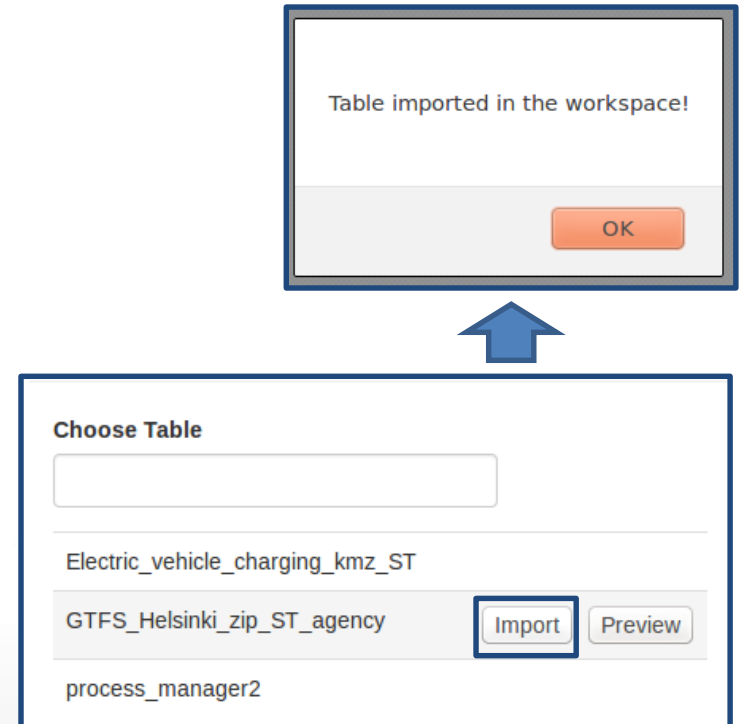 Table imported in the workspace!
OK
Choose Table
Electric_vehicle_charging_kmz_ST
GTFS_Helsinki_zip_ST_agency Import Preview
process_manager2